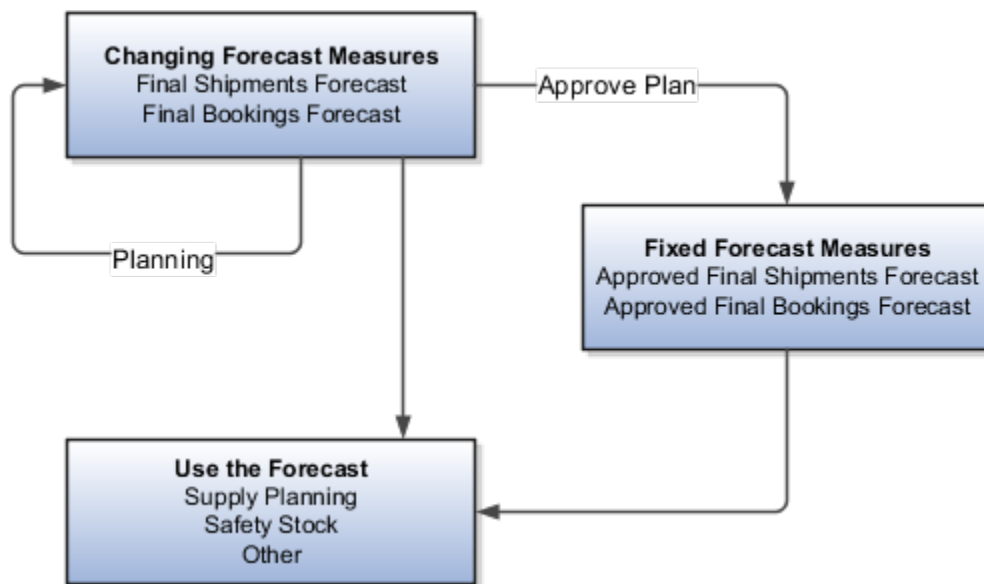 Changing Forecast Measures
Final Shipments Forecast
Final Bookings Forecast
Approve Plan
Planning
Fixed Forecast Measures
Approved Final Shipments Forecast
Approved Final Bookings Forecast
Use the Forecast
Supply Planning
Safety Stock
Other